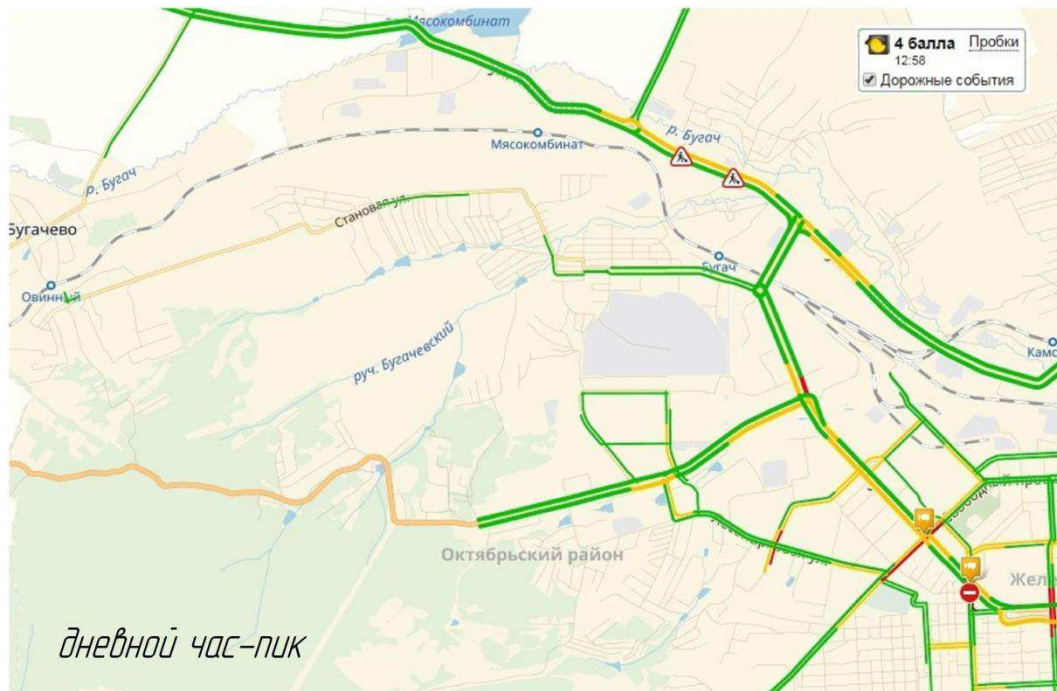 Мясокомбинат
4 балла Пробки
12:58
Дорожные события
р. Бугач
Мясокомбинат
р. Бугач
Становая ул.
Бугачево
Бугач
Овинный
руч. Бугачевский
Октябрьский район
дневной час-пик